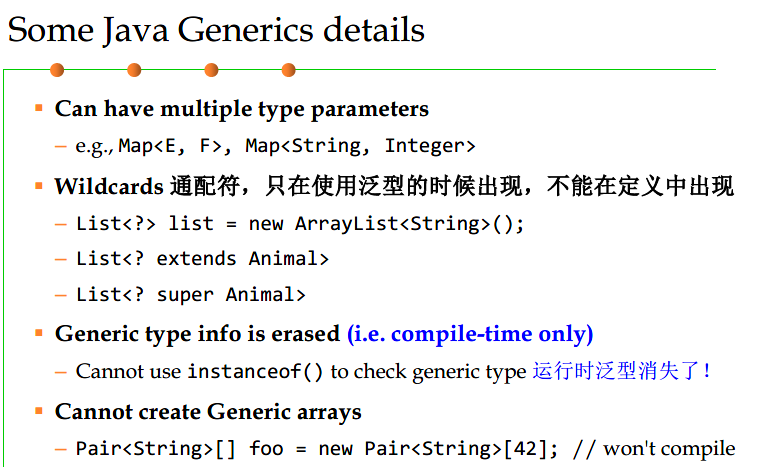 Some Java Generics details
▪ Can have multiple type parameters
– e.g., Map<E, F>, Map<String, Integer>
▪ Wildcards 通配符，只在使用泛型的时候出现，不能在定义中出现
– List<?> list = new ArrayList<String>();
– List<? extends Animal>
– List<? super Animal>
▪ Generic type info is erased (i.e. compile-time only)
– Cannot use instanceof() to check generic type 运行时泛型消失了！
▪ Cannot create Generic arrays
– Pair<String>[] foo = new Pair<String>[42]; // won't compile